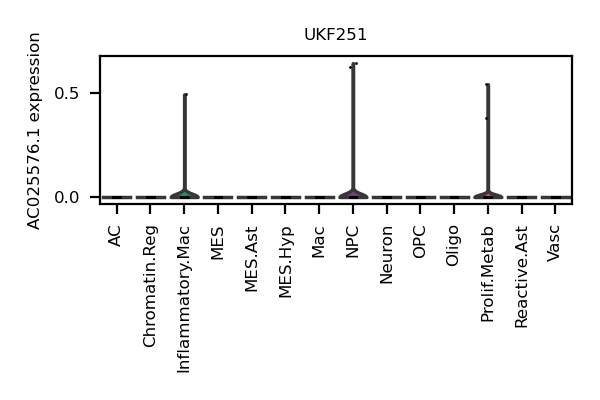 UKF251
AC025576.1 expression
0.5
0.0
AC
Chromatin.Reg
Inflammatory.Mac
MES
MES.Ast
MES.Hyp
Mac
NPC
Neuron
OPC
Oligo
Prolif.Metab
Reactive.Ast
Vasc